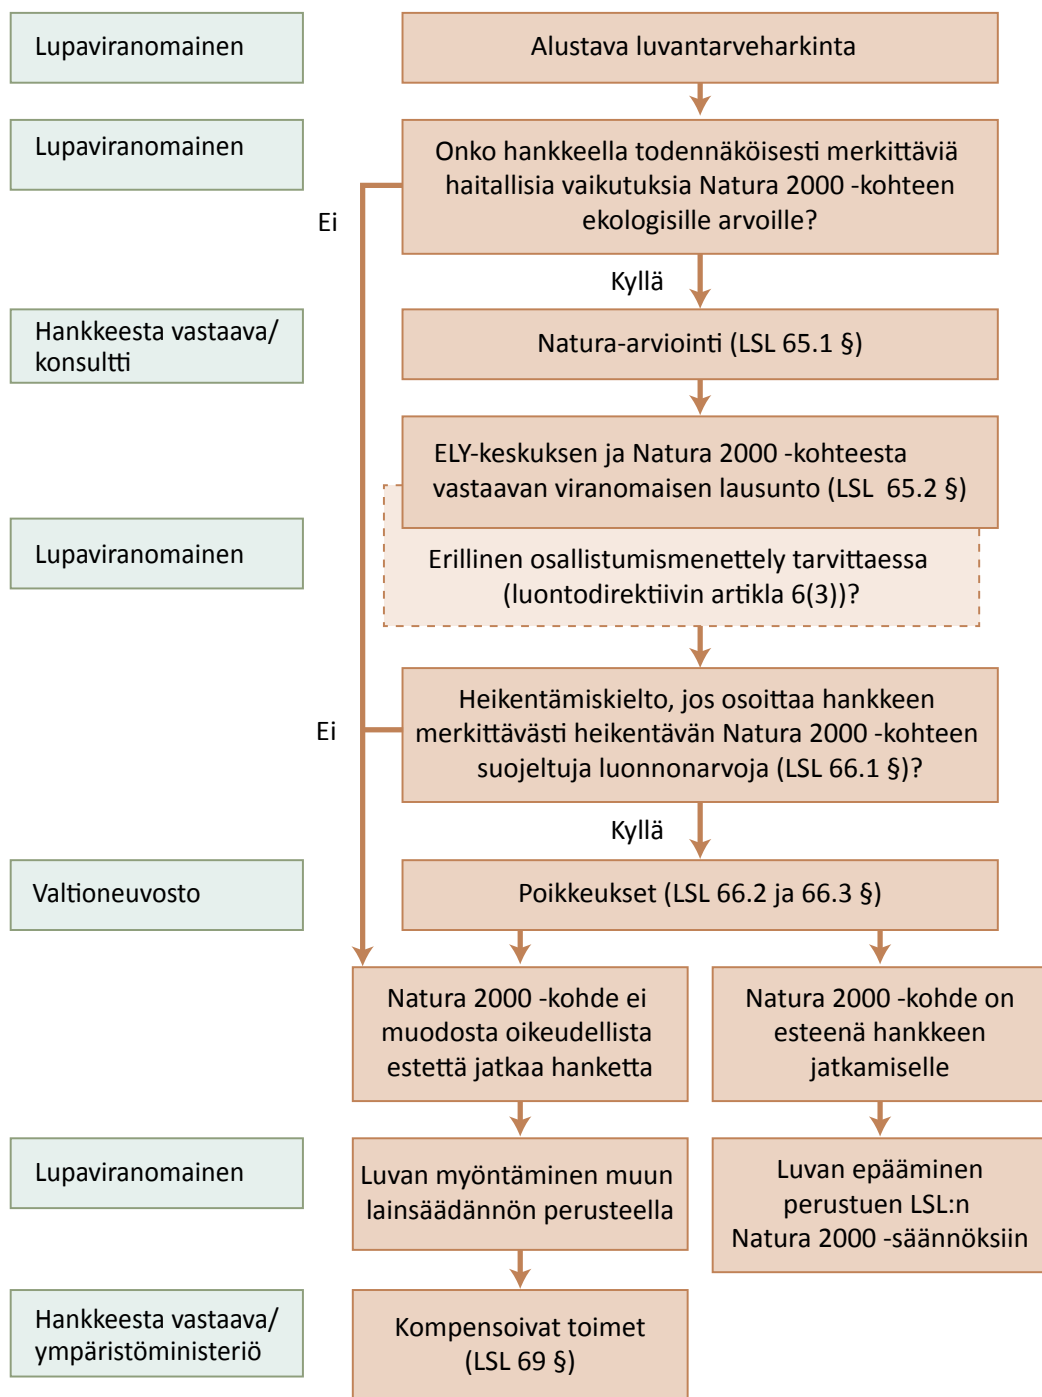 Lupaviranomainen
Alustava luvantarveharkinta
Lupaviranomainen
Onko hankkeella todennäköisesti merkittäviä
haitallisia vaikutuksia Natura 2000 -kohteen
ekologisille arvoille?
Ei
Kyllä
Hankkeesta vastaava/
konsultti
Natura-arviointi (LSL 65.1 §)
ELY-keskuksen ja Natura 2000 -kohteesta
vastaavan viranomaisen lausunto (LSL 65.2 §)
Lupaviranomainen
Erillinen osallistumismenettely tarvittaessa
(luontodirektiivin artikla 6(3))?
Heikentämiskielto, jos osoittaa hankkeen
merkittävästi heikentävän Natura 2000 -kohteen
suojeltuja luonnonarvoja (LSL 66.1 §)?
Ei
Kyllä
Valtioneuvosto
Poikkeukset (LSL 66.2 ja 66.3 §)
Natura 2000 -kohde ei
muodosta oikeudellista
estettä jatkaa hanketta
Natura 2000 -kohde on
esteenä hankkeen
jatkamiselle
Lupaviranomainen
Luvan myöntäminen muun
lainsäädännön perusteella
Luvan epääminen
perustuen LSL:n
Natura 2000 -säännöksiin
Hankkeesta vastaava/
ympäristöministeriö
Kompensoivat toimet
(LSL 69 §)